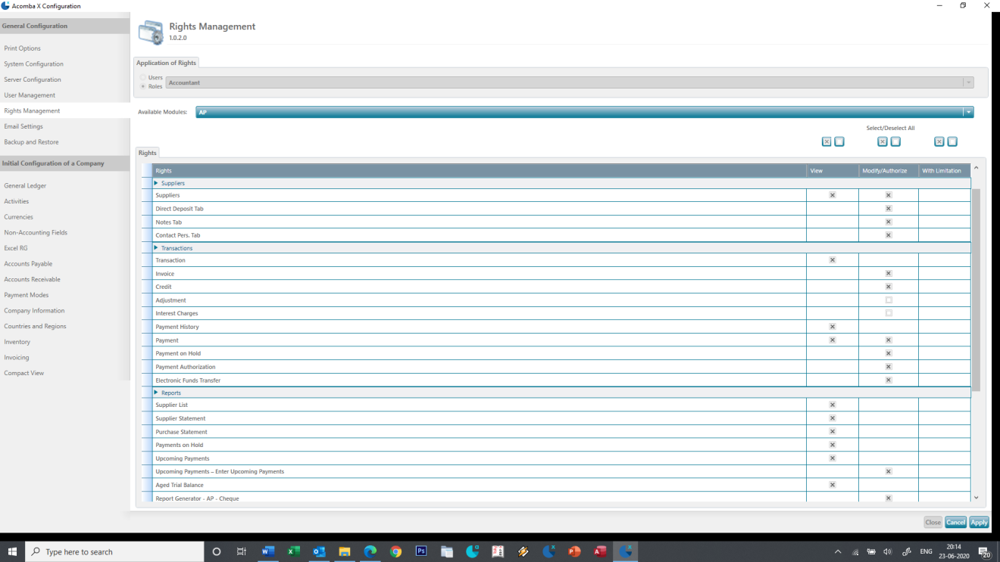 Acomba X Configuration
General Configuration
Print Options
System Configuration
Server Configuration
User Management
Rights Management
Email Settings
Backup and Restore
Initial Configuration of a Company
General Ledger
Activities
Currencies
Non-Accounting Fields
Excel RG
Accounts Payable
Accounts Receivable
Payment Modes
Company Information
Countries and Regions
Inventory
Invoicing
Compact View
Rights Management
1.0.2.0
Application of Rights
Users
Roles
Accountant
Available Modules: AP
Select/Deselect All
Rights
Rights View Modify/Authorize With Limitation
Suppliers
Suppliers
Direct Deposit Tab
Notes Tab
Contact Pers. Tab
Transactions
Transaction
Invoice
Credit
Adjustment
Interest Charges
Payment History
Payment
Payment on Hold
Payment Authorization
Electronic Funds Transfer
Reports
Supplier List
Supplier Statement
Purchase Statement
Payments on Hold
Upcoming Payments
Upcoming Payments – Enter Upcoming Payments
Aged Trial Balance
Report Generator - AP - Cheque
Close Cancel Apply
Type here to search
Ps
ENG
20:14
23-06-2020
20